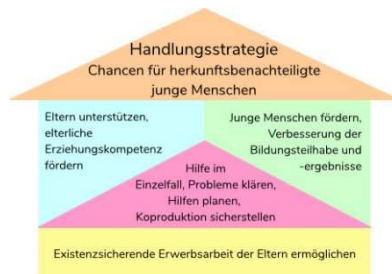 Handlungsstrategie
Chancen für herkunftsbenachteiligte
junge Menschen
Eltern unterstützen,
elterliche
Erziehungskompetenz
fördern
Junge Menschen fördern,
Verbesserung der
Bildungsteilhabe und
-ergebnisse
Hilfe im
Einzelfall, Probleme klären,
Hilfen planen,
Koproduktion sicherstellen
Existenzsichernde Erwerbsarbeit der Eltern ermöglichen